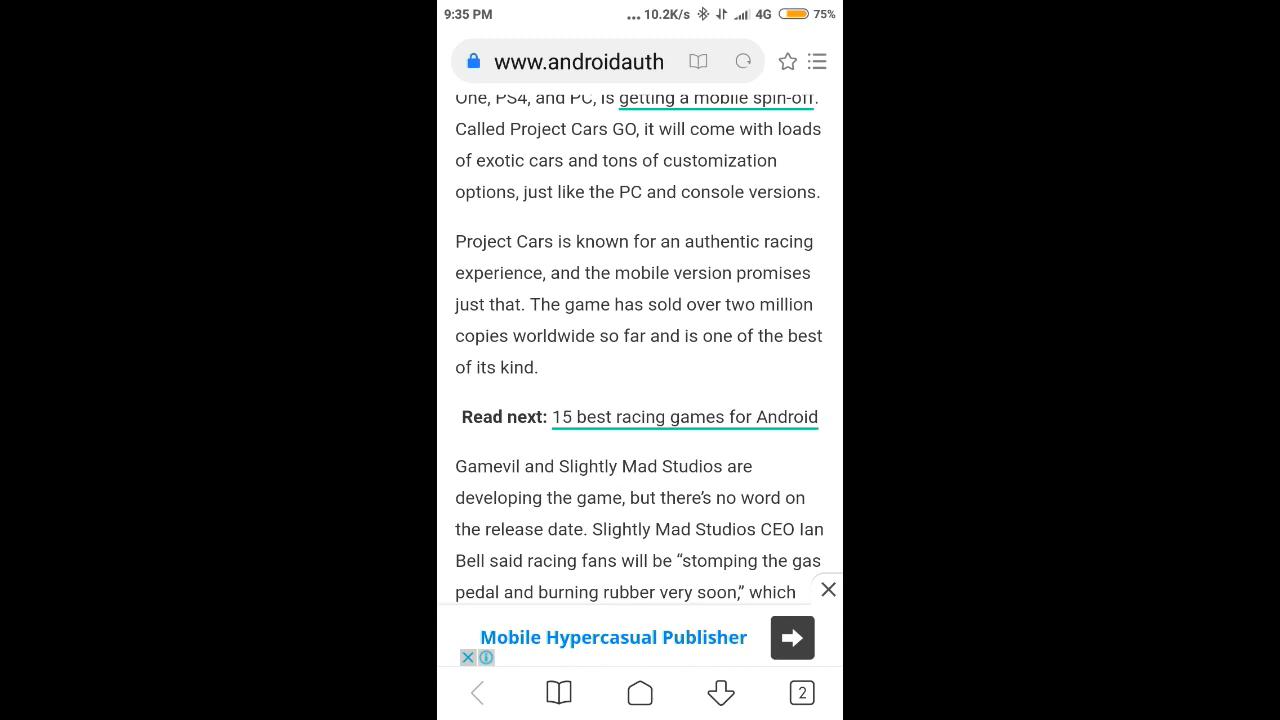 9:35 PM ... 10.2K/s 4G 75%
www.androidauth
One, PS4, and PC, is getting a mobile spin-off.
Called Project Cars GO, it will come with loads
of exotic cars and tons of customization
options, just like the PC and console versions.
Project Cars is known for an authentic racing
experience, and the mobile version promises
just that. The game has sold over two million
copies worldwide so far and is one of the best
of its kind.
Read next: 15 best racing games for Android
Gamevil and Slightly Mad Studios are
developing the game, but there’s no word on
the release date. Slightly Mad Studios CEO Ian
Bell said racing fans will be “stomping the gas
pedal and burning rubber very soon,” which
Mobile Hypercasual Publisher
2